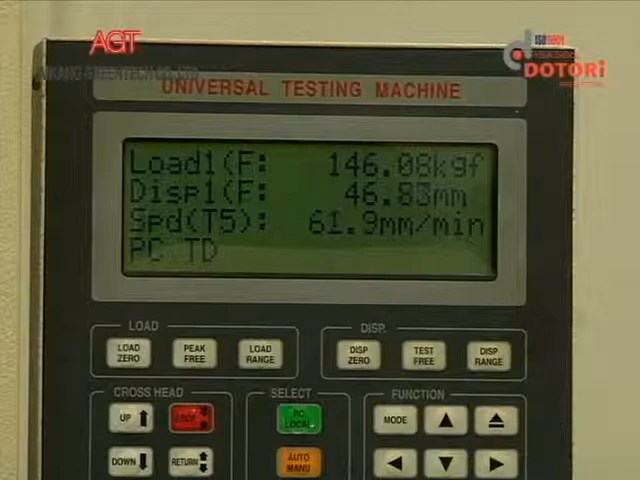 AGT
ISO 9001
DOTORi
UNIVERSAL TESTING MACHINE
Load1(F: 146.08kgf
Disp1(F: 46.83mm
Spd(T5): 61.9mm/min
PC TD
LOAD
DISP.
LOAD ZERO
PEAK FREE
LOAD RANGE
DISP ZERO
TEST FREE
DISP RANGE
CROSS HEAD
SELECT
FUNCTION
UP
PC LOCAL
MODE
DOWN
RETURN
AUTO MANU